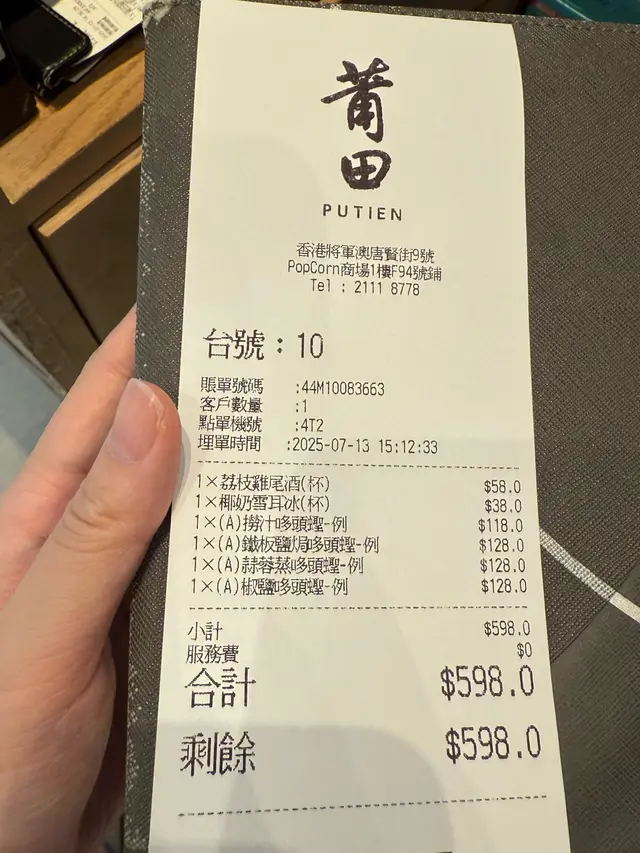 莆田
PUTIEN
香港將軍澳唐賢街9號
PopCorn商場1樓F94號鋪
Tel : 2111 8778
台號：10
賬單號碼 :44M10083663
客戶數量 :1
點單機號 :4T2
埋單時間 :2025-07-13 15:12:33
1×荔枝雞尾酒(杯) $58.0
1×椰奶雪耳冰(杯) $38.0
1×(A)撈汁哆頭蟶-例 $118.0
1×(A)鐵板鹽焗哆頭蟶-例 $128.0
1×(A)蒜蓉蒸哆頭蟶-例 $128.0
1×(A)椒鹽哆頭蟶-例 $128.0
小計 $598.0
服務費 $0
合計 $598.0
剩餘 $598.0